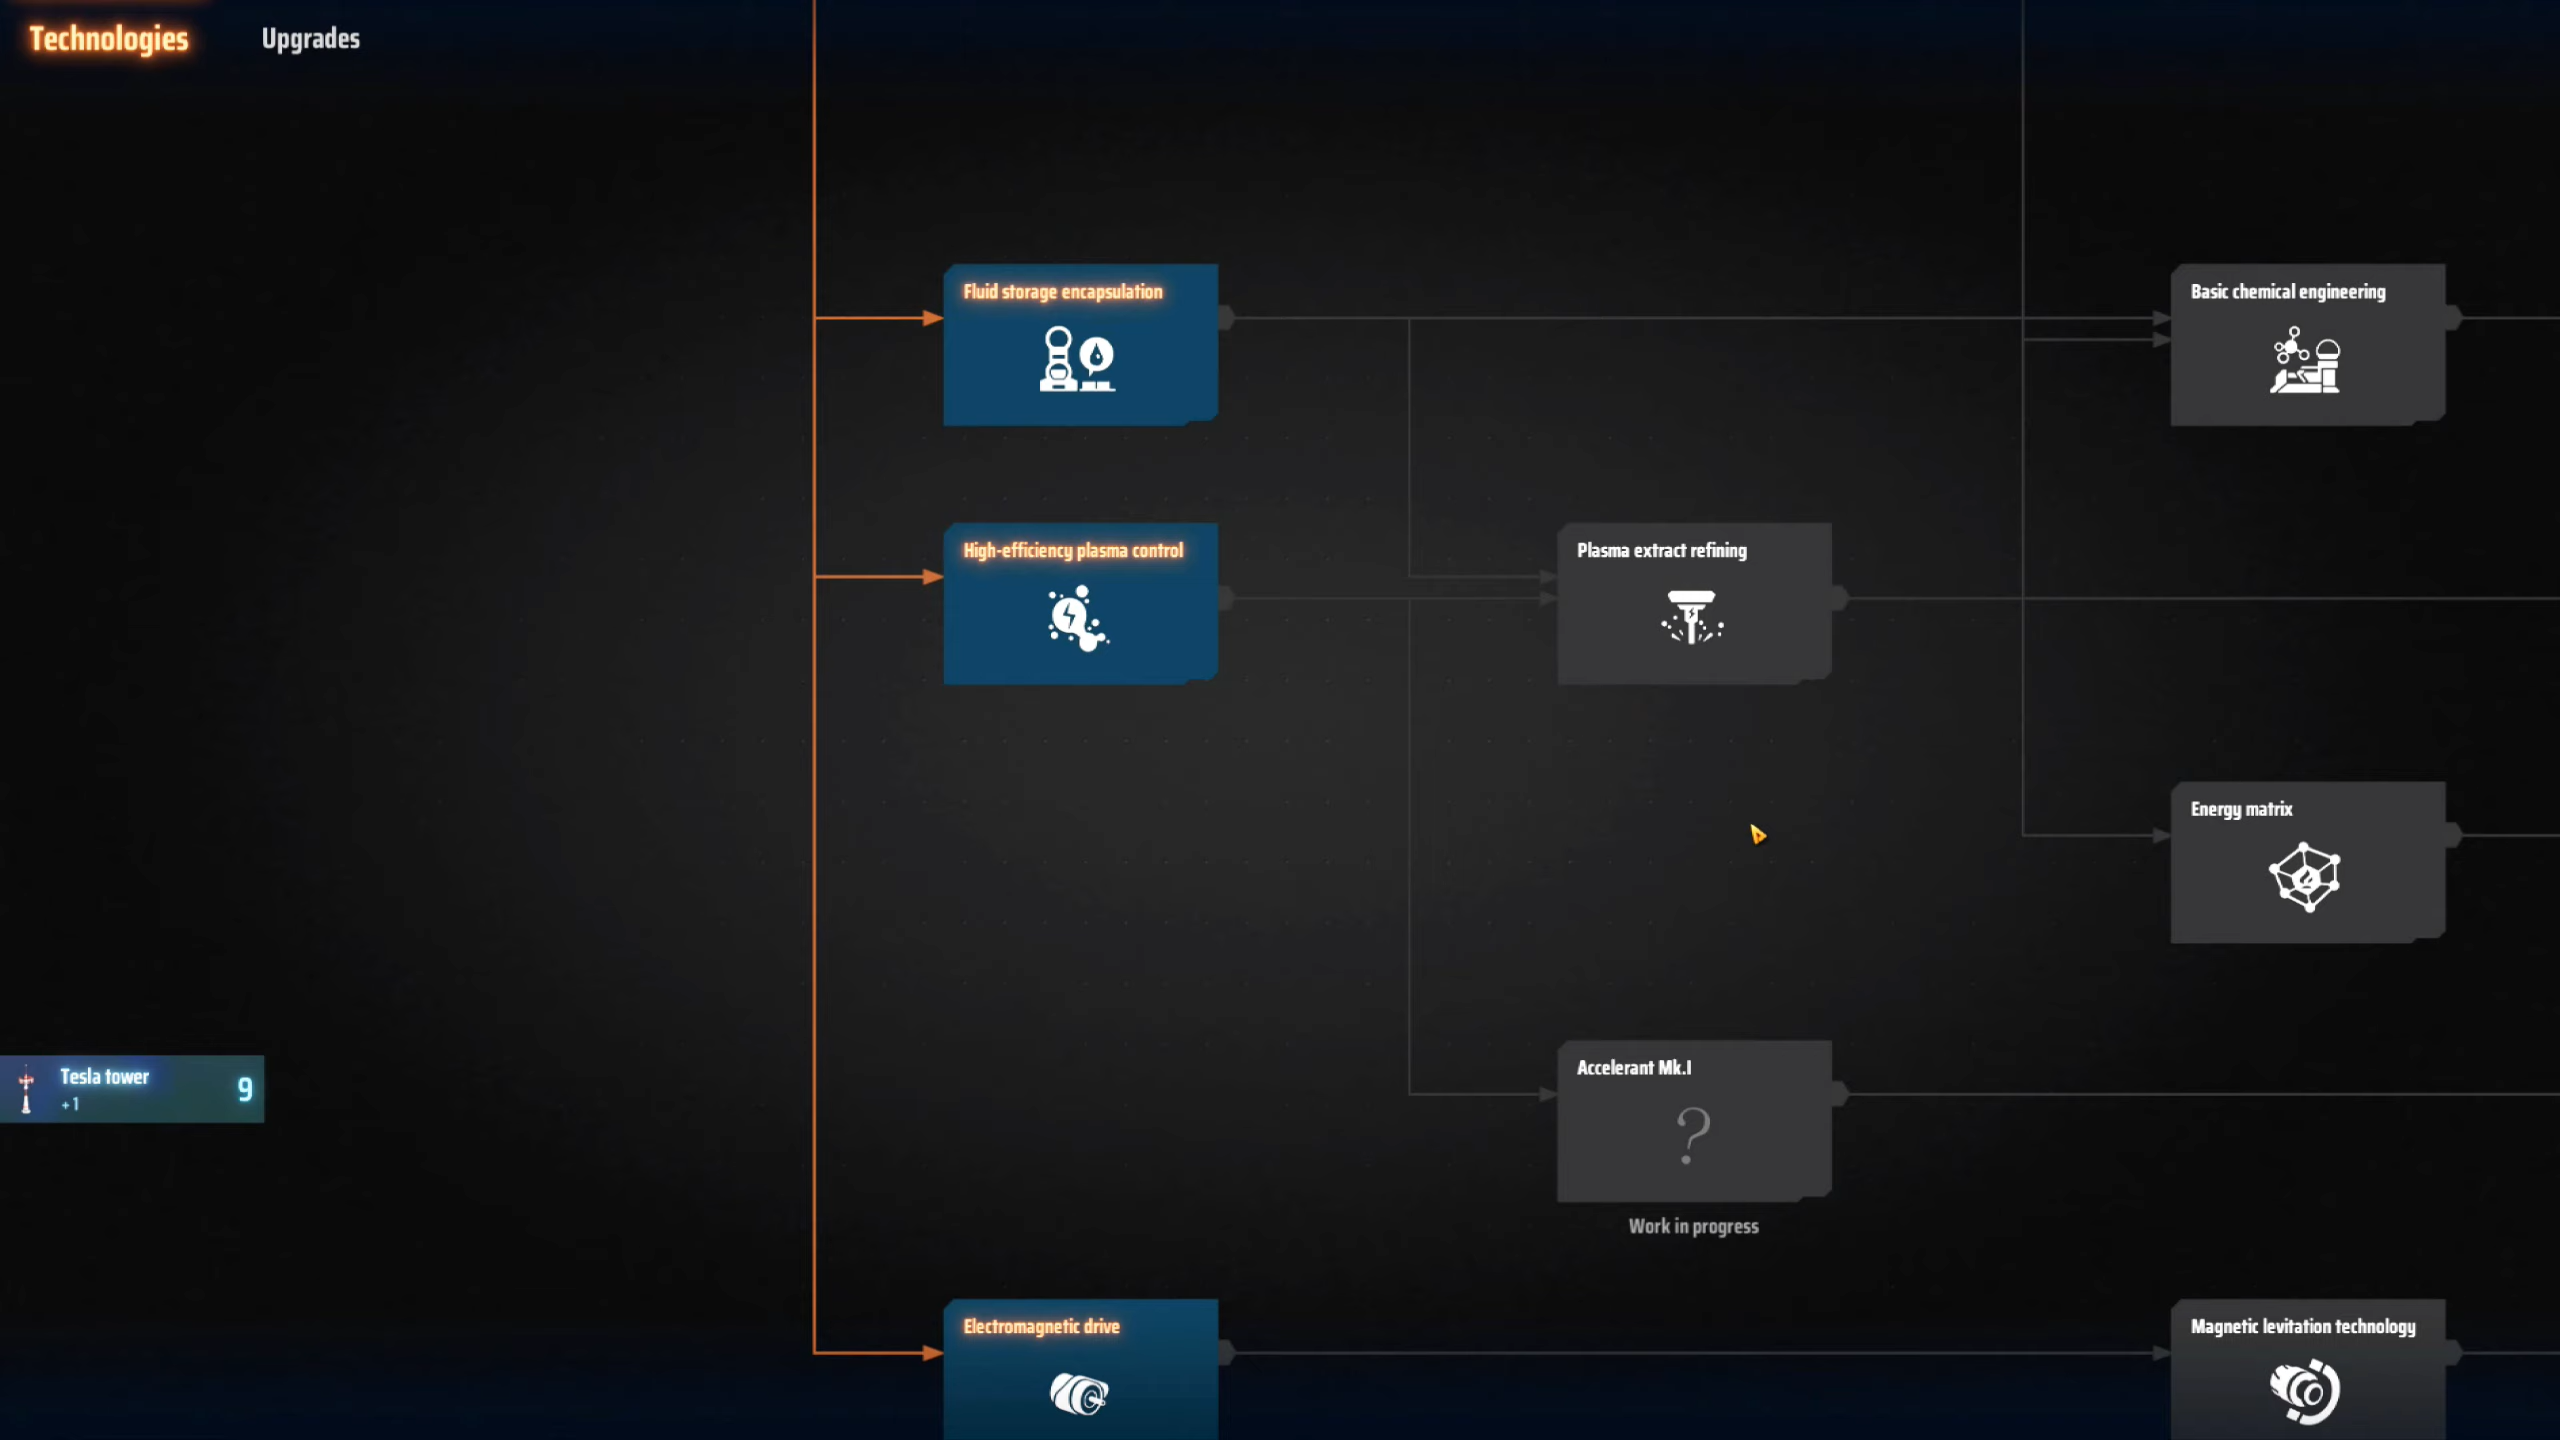 Technologies
Upgrades
Fluid storage encapsulation
Basic chemical engineering
High-efficiency plasma control
Plasma extract refining
Energy matrix
Tesla tower
+1
9
Accelerant Mk.I
?
Work in progress
Electromagnetic drive
Magnetic levitation technology